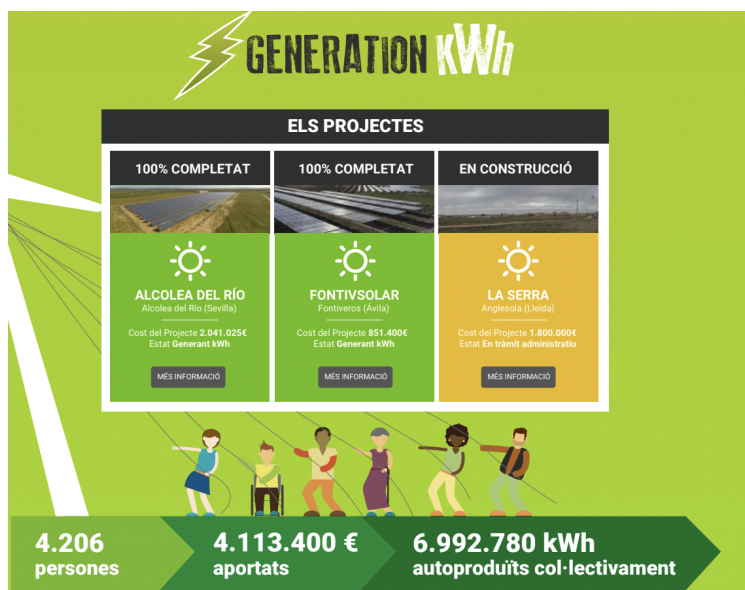 GENERATION kWh
ELS PROJECTES
100% COMPLETAT
ALCOLEA DEL RÍO
Alcolea del Río (Sevilla)
Cost del Projecte 2.041.025€
Estat Generant kWh
MÉS INFORMACIÓ
100% COMPLETAT
FONTIVSOLAR
Fontiveros (Ávila)
Cost del Projecte 851.400€
Estat Generant kWh
MÉS INFORMACIÓ
EN CONSTRUCCIÓ
LA SERRA
Anglesola (Lleida)
Cost del Projecte 1.800.000€
Estat En tràmit administratiu
MÉS INFORMACIÓ
4.206
persones
4.113.400 €
aportats
6.992.780 kWh
autoproduïts col·lectivament